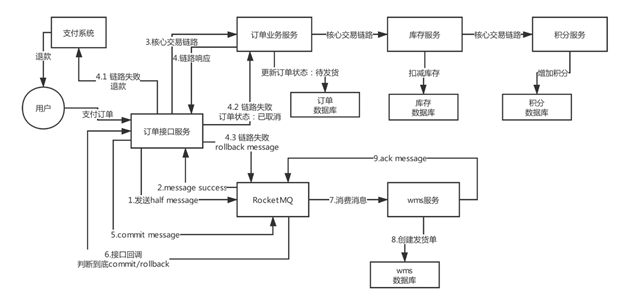 支付系统
订单业务服务
库存服务
积分服务
3.核心交易链路
核心交易链路
核心交易链路
退款
4.链路响应
4.1 链路失败
退款
更新订单状态：待发货
扣减库存
增加积分
用户
支付订单
4.2 链路失败
订单状态：已取消
订单
数据库
库存
数据库
积分
数据库
订单接口服务
4.3 链路失败
rollback message
9.ack message
2.message success
1.发送half message
RocketMQ
7.消费消息
wms服务
5.commit message
8.创建发货单
6.接口回调
判断到底commit/rollback
wms
数据库